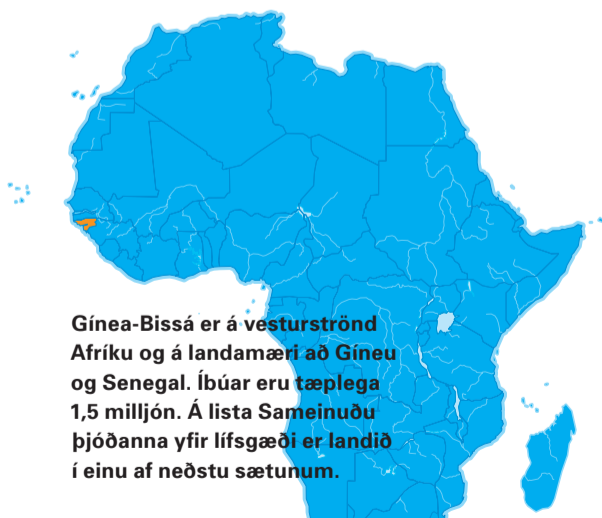 Gínea-Bissá er á vesturströnd
Afríku og á landamæri að Gíneu
og Senegal. Íbúar eru tæplega
1,5 milljón. Á lista Sameinuðu
þjóðanna yfir lífsgæði er landið
í einu af neðstu sætunum.